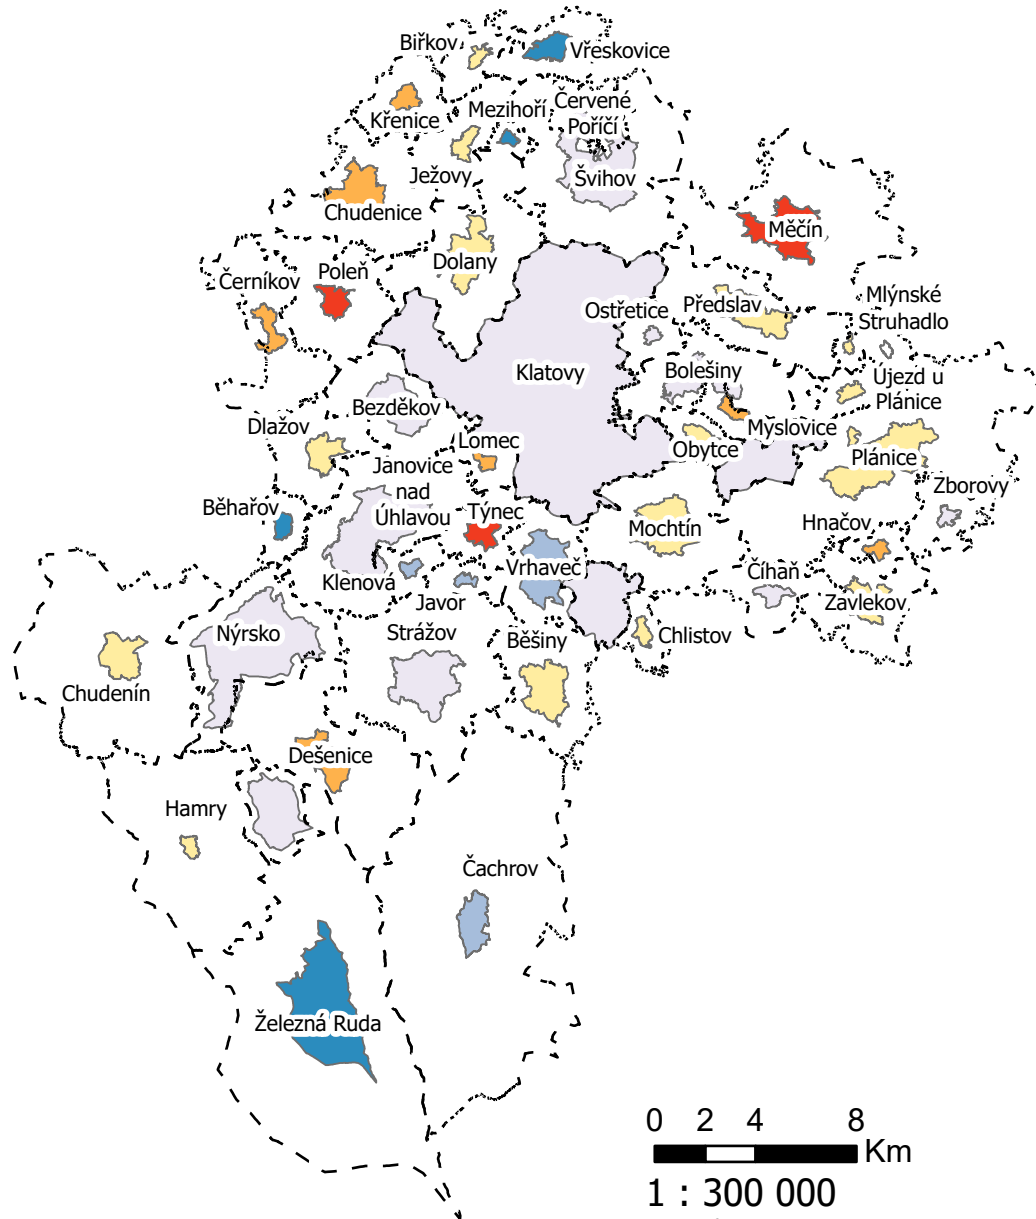 Biřkov
Vřeskovice
Křenice
Mezihoří
Červené
Poříčí
Ježovy
Švihov
Chudenice
Měčín
Dolany
Černíkov
Poleň
Ostřetice
Předslav
Mlýnské
Struhadlo
Klatovy
Bolešiny
Újezd u
Plánice
Bezděkov
Myslovice
Dlažov
Lomec
Obytce
Plánice
Janovice
nad
Úhlavou
Zborovy
Běhařov
Týnec
Mochtín
Hnačov
Klenová
Vrhaveč
Číhaň
Javor
Zavlekov
Nýrsko
Strážov
Běšiny
Chlistov
Chudenín
Dešenice
Hamry
Čachrov
Železná Ruda
0 2 4 8
Km
1 : 300 000